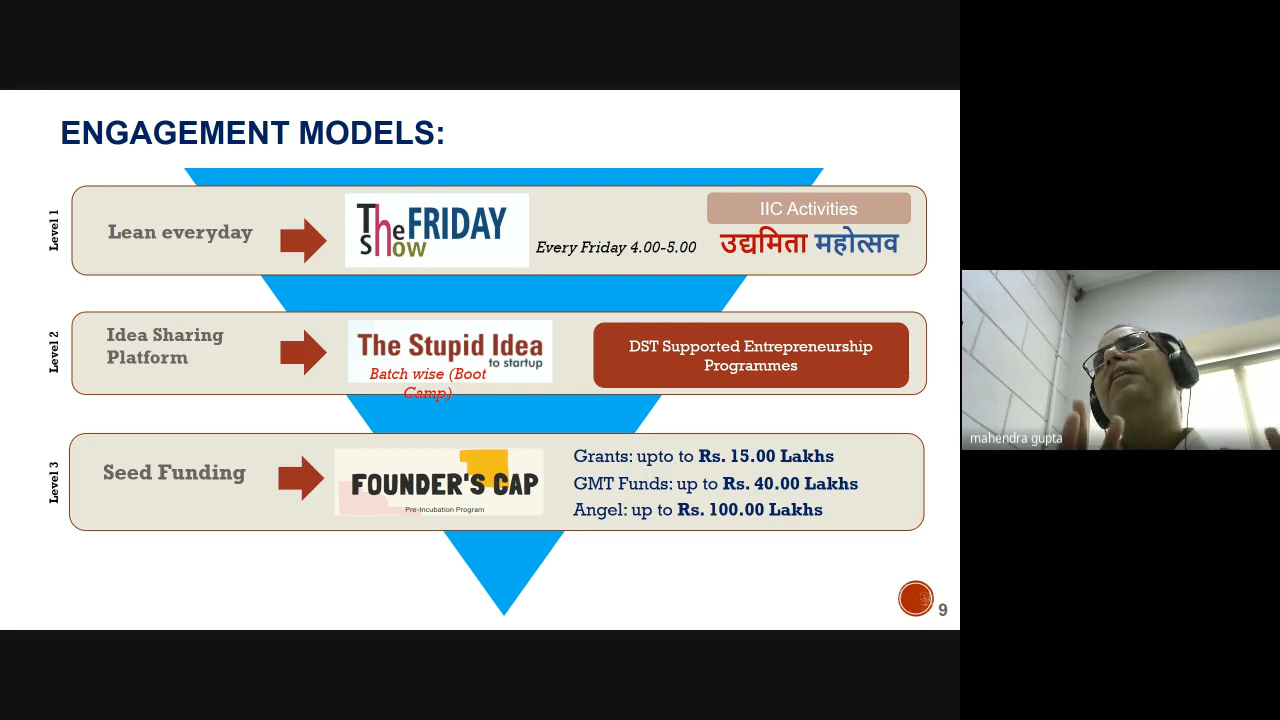 ENGAGEMENT MODELS:
Level 1
Lean everyday
The FRIDAY
show
Every Friday 4.00-5.00
IIC Activities
उद्यमिता महोत्सव
Level 2
Idea Sharing
Platform
The Stupid Idea
to startup
Batch wise (Boot
Camp)
DST Supported Entrepreneurship
Programmes
Level 3
Seed Funding
FOUNDER'S CAP
Pre-Incubation Program
Grants: upto to Rs. 15.00 Lakhs
GMT Funds: up to Rs. 40.00 Lakhs
Angel: up to Rs. 100.00 Lakhs
9
mahendra gupta